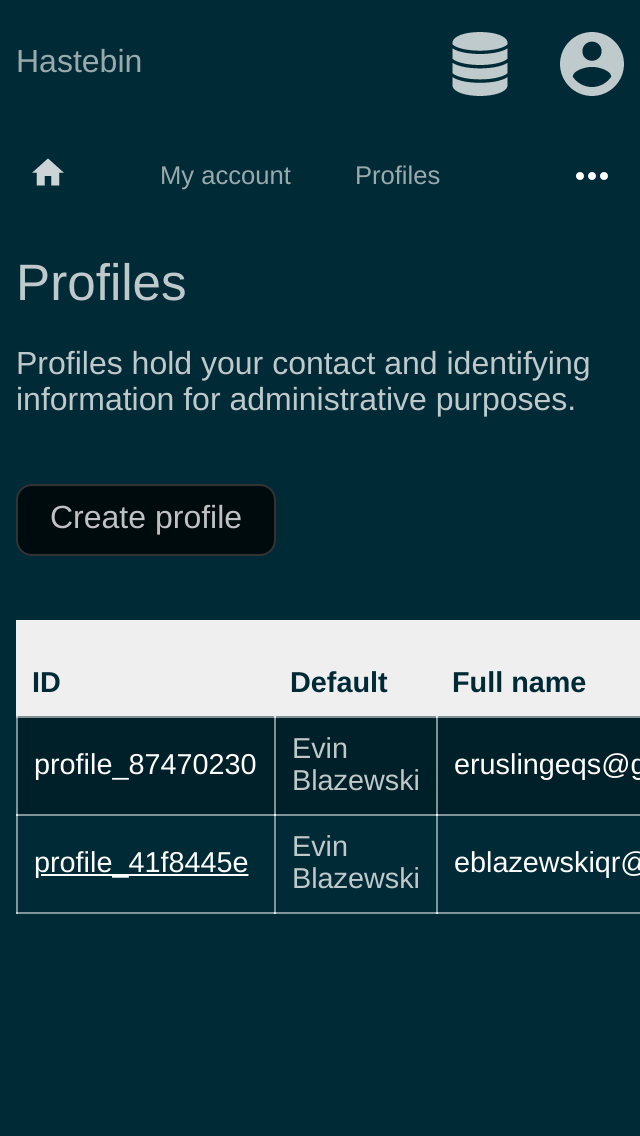 Hastebin
My account Profiles
Profiles
Profiles hold your contact and identifying
information for administrative purposes.
Create profile
ID Default Full name
profile_87470230 Evin Blazewski eruslingeqs@g
profile_41f8445e Evin Blazewski eblazewskiqr@